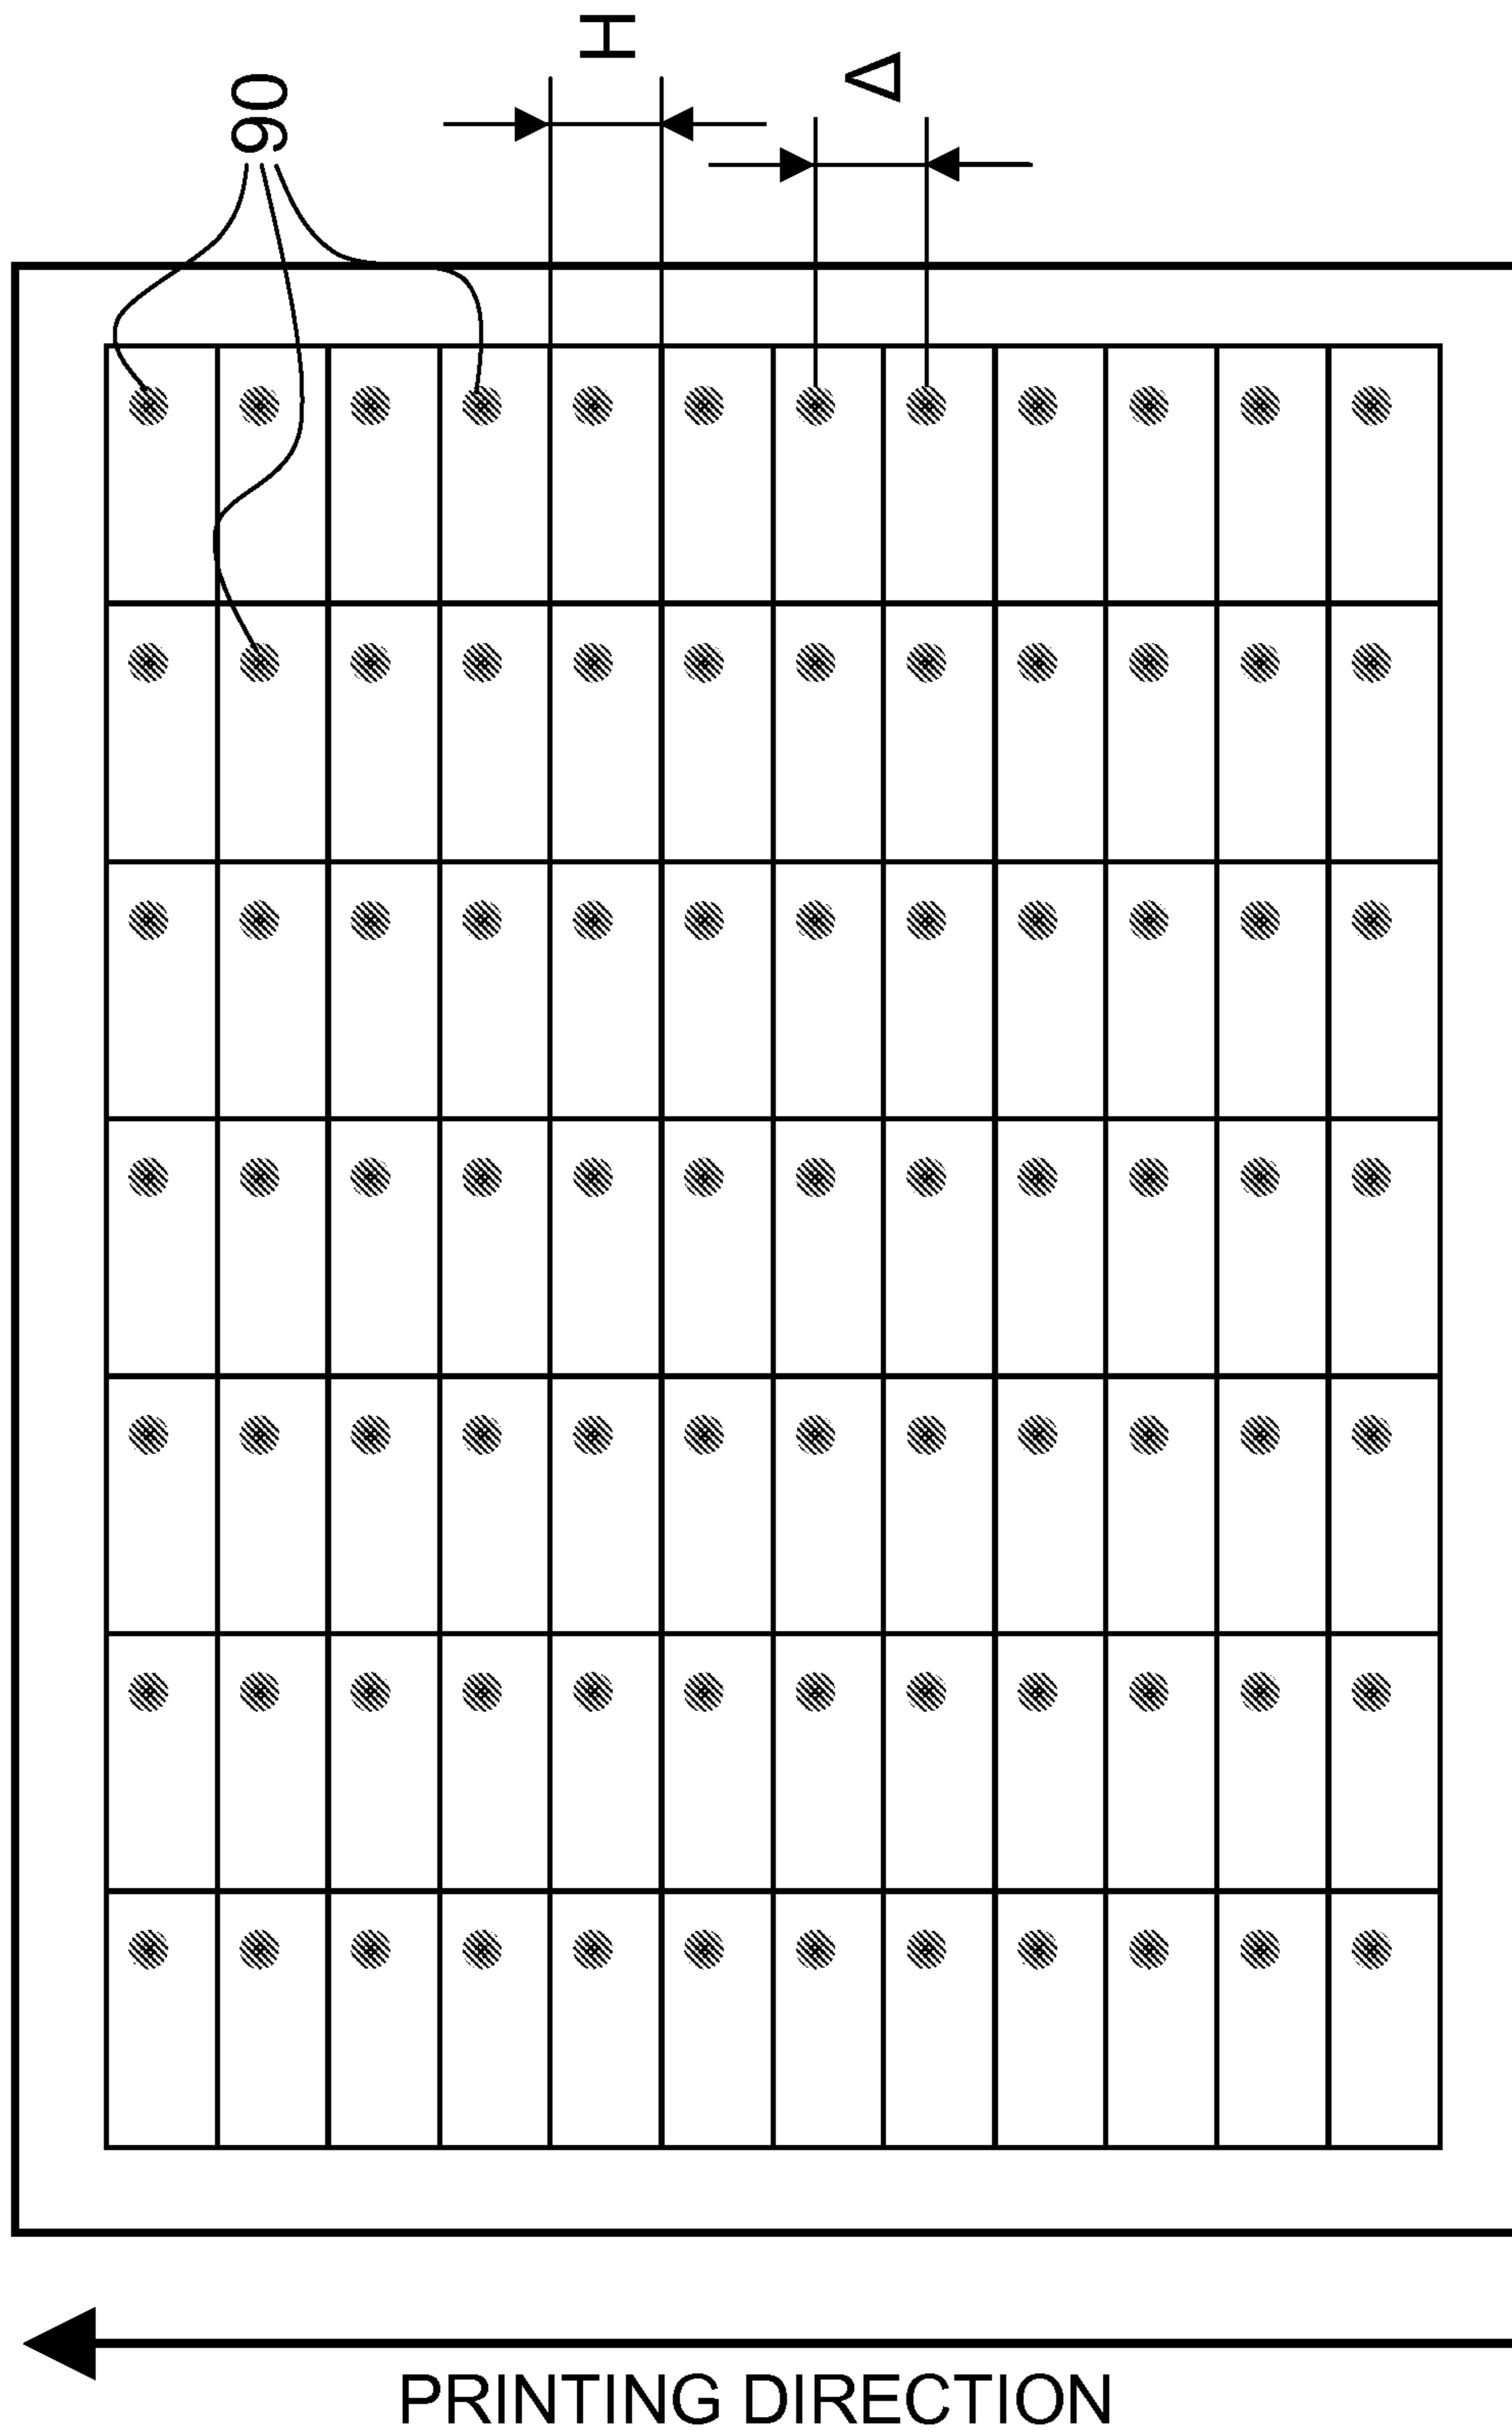 90
H
Δ
PRINTING DIRECTION